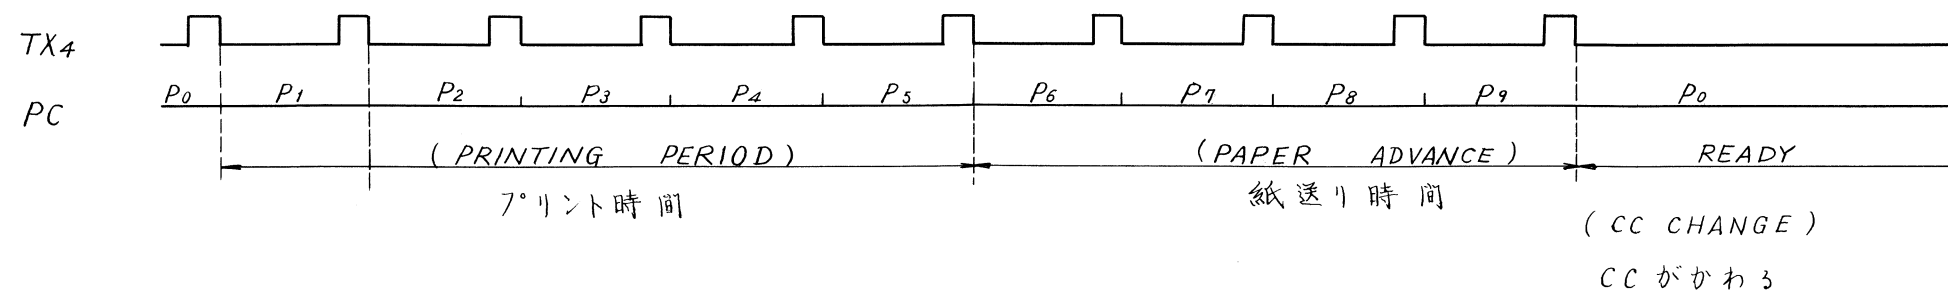 TX4
PC P0 P1 P2 P3 P4 P5 P6 P7 P8 P9 P0
(PRINTING PERIOD) (PAPER ADVANCE) READY
プリント時間 紙送り時間
(CC CHANGE)
CCがかわる